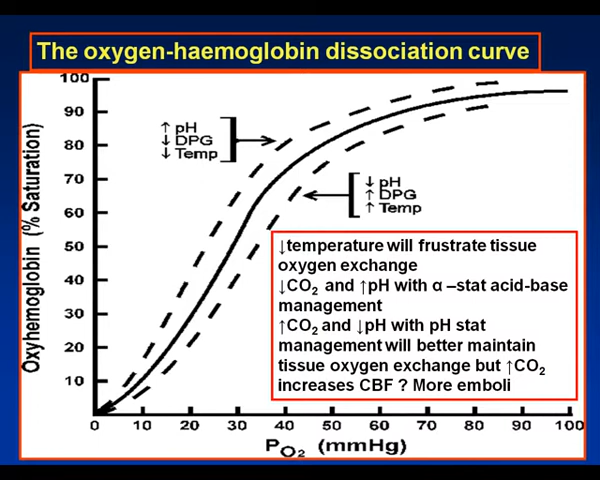 The oxygen-haemoglobin dissociation curve
Oxyhemoglobin (% Saturation)
100
90
80
70
60
50
40
30
20
10
↑ pH
↓ DPG
↓ Temp
↓ pH
↑ DPG
↑ Temp
↓temperature will frustrate tissue
oxygen exchange
↓CO₂ and ↑pH with α –stat acid-base
management
↑CO₂ and ↓pH with pH stat
management will better maintain
tissue oxygen exchange but ↑CO₂
increases CBF ? More emboli
0 10 20 30 40 50 60 70 80 90 100
PO₂ (mmHg)